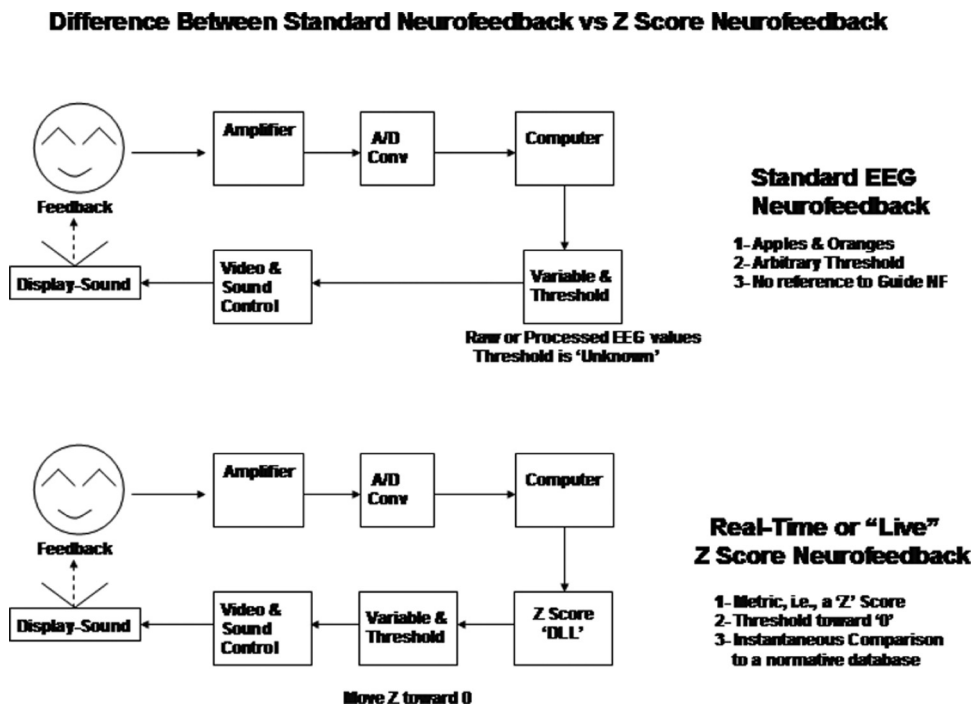 Difference Between Standard Neurofeedback vs Z Score Neurofeedback
Amplifier
A/D
Conv
Computer
Feedback
Display-Sound
Video &
Sound
Control
Variable &
Threshold
Raw or Processed EEG values
Threshold is ‘Unknown’
Standard EEG
Neurofeedback
1- Apples & Oranges
2- Arbitrary Threshold
3- No reference to Guide NF
Amplifier
A/D
Conv
Computer
Feedback
Display-Sound
Video &
Sound
Control
Variable &
Threshold
Z Score
‘DLL’
Move Z toward 0
Real-Time or “Live”
Z Score Neurofeedback
1- Metric, i.e., a ‘Z’ Score
2- Threshold toward ‘0’
3- Instantaneous Comparison
to a normative database